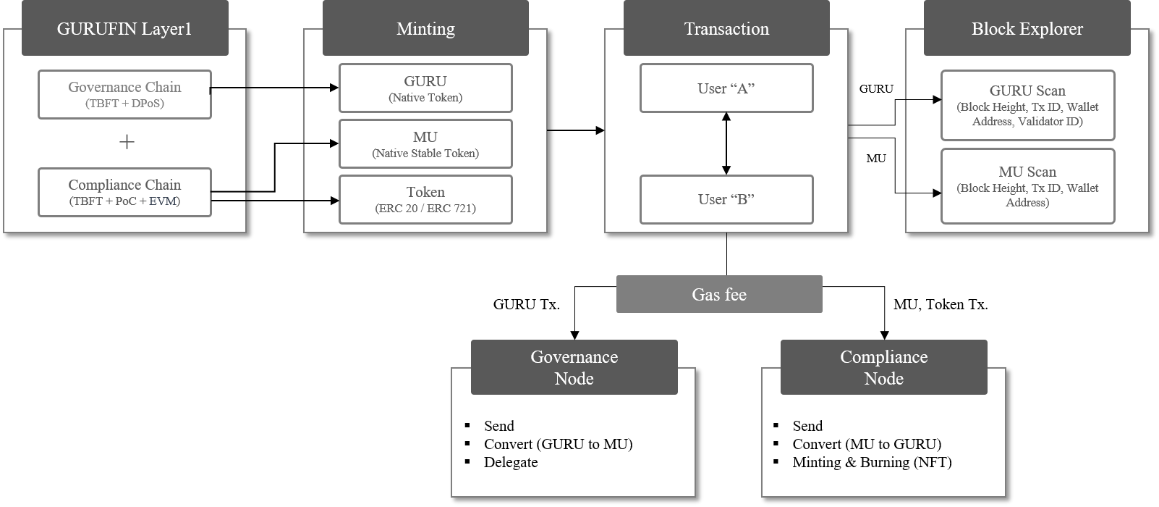 GURUFIN Layer1
Governance Chain
(TBFT + DPoS)
+
Compliance Chain
(TBFT + PoC + EVM)
Minting
GURU
(Native Token)
MU
(Native Stable Token)
Token
(ERC 20 / ERC 721)
Transaction
User “A”
User “B”
GURU
MU
Block Explorer
GURU Scan
(Block Height, Tx ID, Wallet
Address, Validator ID)
MU Scan
(Block Height, Tx ID, Wallet
Address)
Gas fee
GURU Tx.
MU, Token Tx.
Governance
Node
▪ Send
▪ Convert (GURU to MU)
▪ Delegate
Compliance
Node
▪ Send
▪ Convert (MU to GURU)
▪ Minting & Burning (NFT)